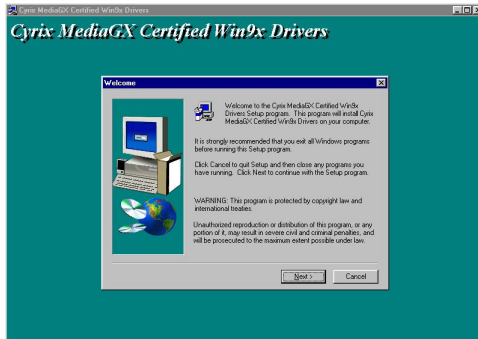 Cyrix MediaGX Certified Win9x Drivers
Cyrix MediaGX Certified Win9x Drivers
Welcome
Welcome to the Cyrix MediaGX Certified Win9x
Drivers Setup program. This program will install Cyrix
MediaGX Certified Win9x Drivers on your computer.
It is strongly recommended that you exit all Windows programs
before running this Setup program.
Click Cancel to quit Setup and then close any programs you
have running. Click Next to continue with the Setup program.
WARNING: This program is protected by copyright law and
international treaties.
Unauthorized reproduction or distribution of this program, or any
portion of it, may result in severe civil and criminal penalties, and
will be prosecuted to the maximum extent possible under law.
Next >
Cancel